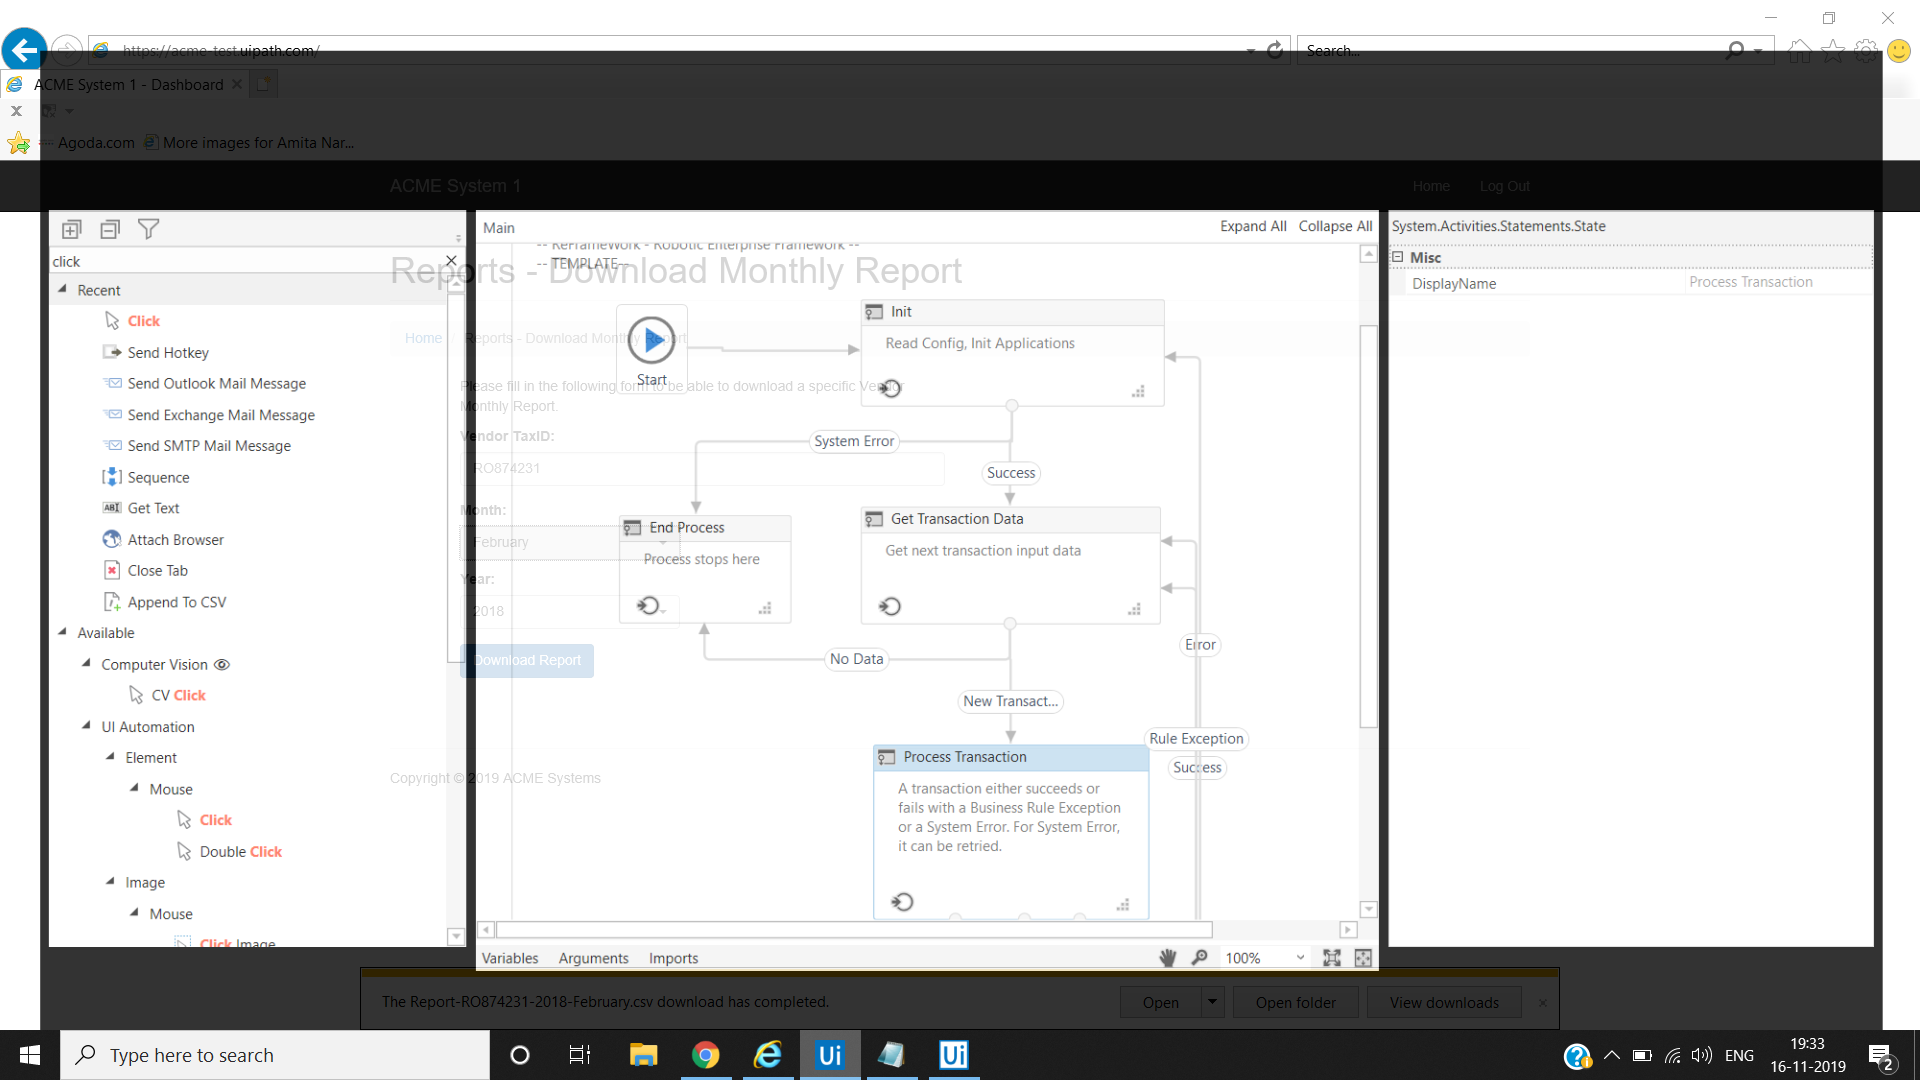 https://acme-test.uipath.com/
Search...
ACME System 1 - Dashboard
Agoda.com
More images for Amita Nar...
ACME System 1
Home
Log Out
Main
Expand All
Collapse All
System.Activities.Statements.State
click
-- ReFrameWork - Robotic Enterprise Framework --
-- TEMPLATE--
Reports - Download Monthly Report
Misc
DisplayName
Process Transaction
Recent
Click
Send Hotkey
Send Outlook Mail Message
Send Exchange Mail Message
Send SMTP Mail Message
Sequence
Get Text
Attach Browser
Close Tab
Append To CSV
Available
Computer Vision
CV Click
UI Automation
Element
Mouse
Click
Double Click
Image
Mouse
Click Image
Home
Reports - Download Monthly Report
Please fill in the following form to be able to download a specific Vendor
Monthly Report.
Vendor TaxID:
RO874231
Month:
February
Year:
2018
Download Report
Copyright © 2019 ACME Systems
Start
Init
Read Config, Init Applications
System Error
Success
End Process
Process stops here
Get Transaction Data
Get next transaction input data
No Data
Error
New Transact...
Rule Exception
Success
Process Transaction
A transaction either succeeds or
fails with a Business Rule Exception
or a System Error. For System Error,
it can be retried.
Variables
Arguments
Imports
100%
The Report-RO874231-2018-February.csv download has completed.
Open
Open folder
View downloads
Type here to search
Ui
Ui
ENG
19:33
16-11-2019
2